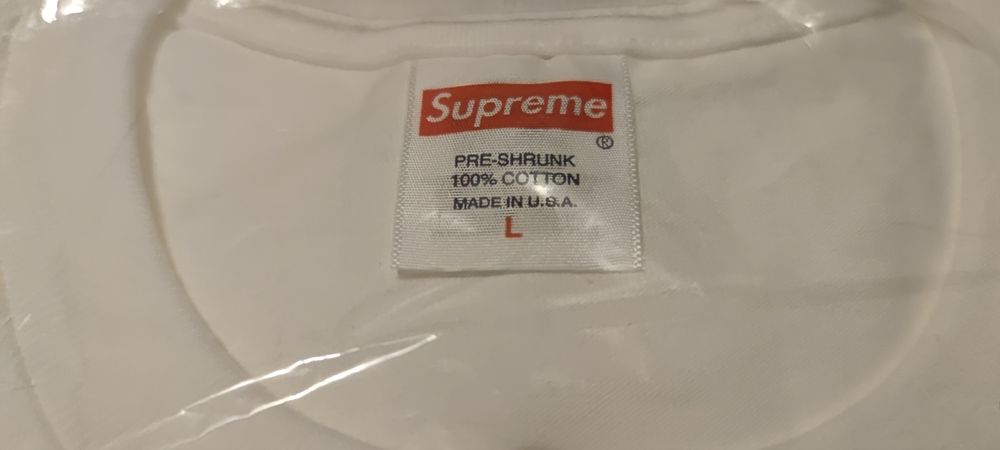 Supreme
®
PRE-SHRUNK
100% COTTON
MADE IN U.S.A.
L